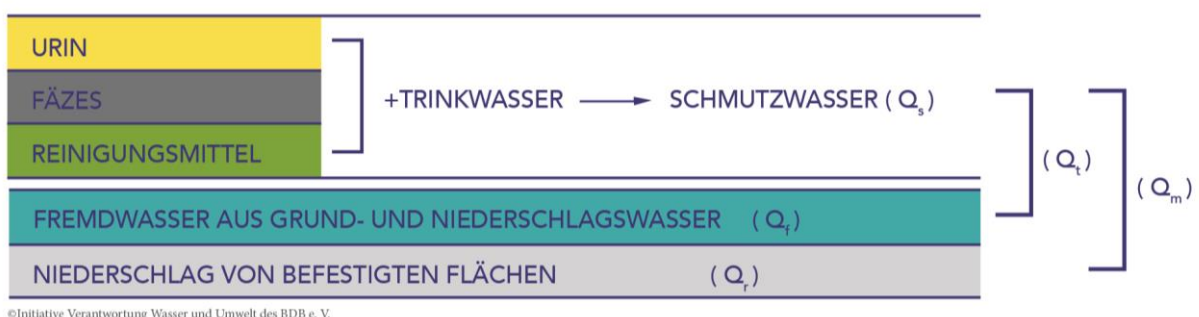 URIN
FÄZES
+TRINKWASSER SCHMUTZWASSER (Qs)
REINIGUNGSMITTEL
(Qt)
(Qm)
FREMDWASSER AUS GRUND- UND NIEDERSCHLAGSWASSER (Qf)
NIEDERSCHLAG VON BEFESTIGTEN FLÄCHEN (Qr)
©Initiative Verantwortung Wasser und Umwelt des BDB e. V.